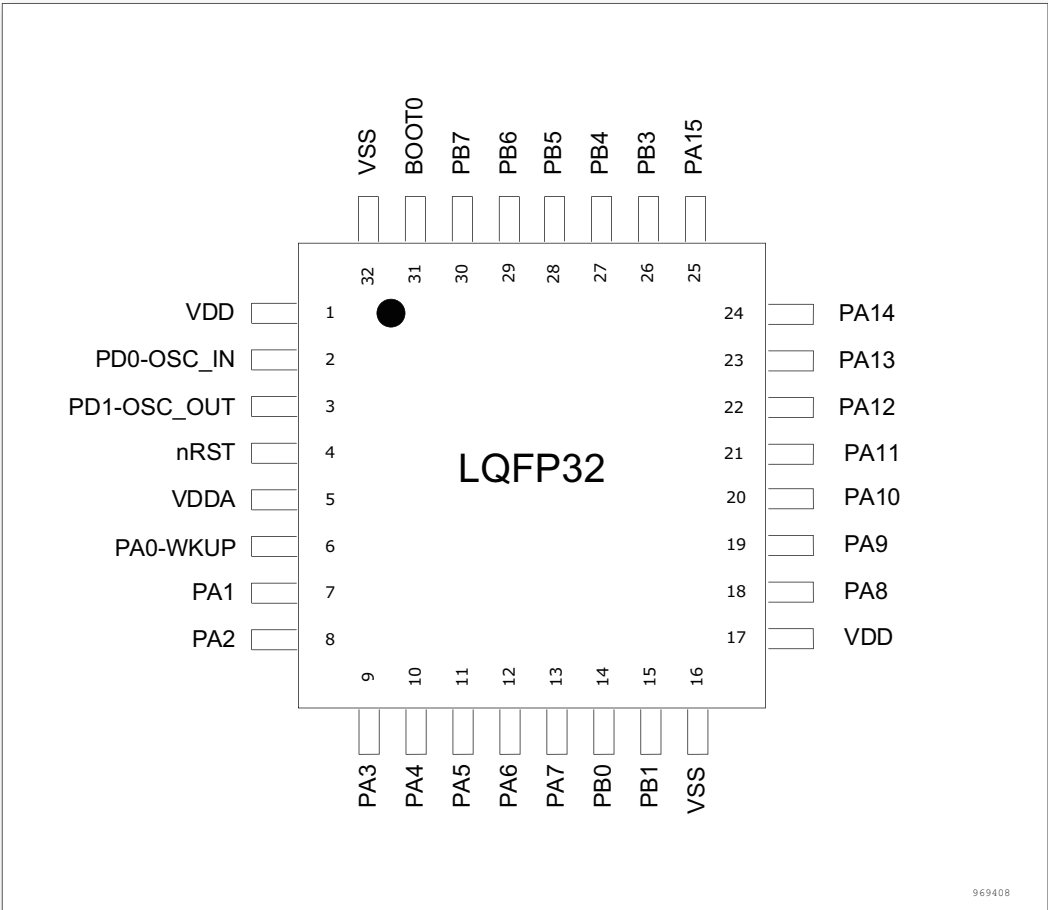 VSS
BOOT0
PB7
PB6
PB5
PB4
PB3
PA15
32
31
30
29
28
27
26
25
VDD 1
PD0-OSC_IN 2
PD1-OSC_OUT 3
nRST 4
VDDA 5
PA0-WKUP 6
PA1 7
PA2 8
LQFP32
24 PA14
23 PA13
22 PA12
21 PA11
20 PA10
19 PA9
18 PA8
17 VDD
9
10
11
12
13
14
15
16
PA3
PA4
PA5
PA6
PA7
PB0
PB1
VSS
969408